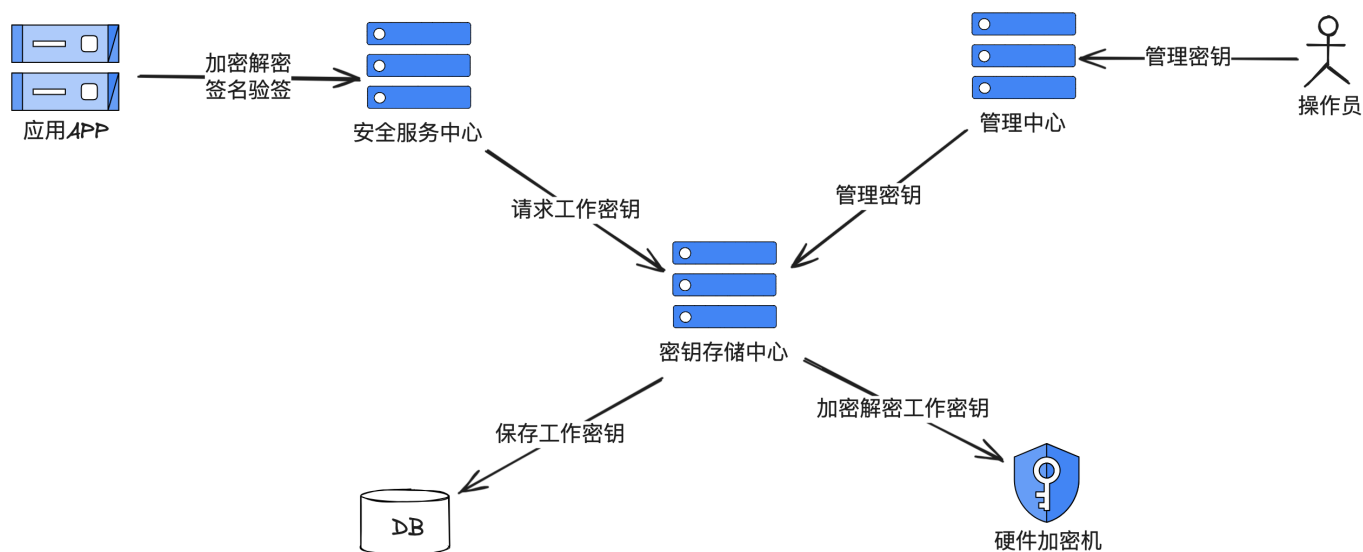 加密解密
签名验签
应用APP
安全服务中心
管理密钥
管理中心
操作员
请求工作密钥
管理密钥
密钥存储中心
保存工作密钥
加密解密工作密钥
DB
硬件加密机